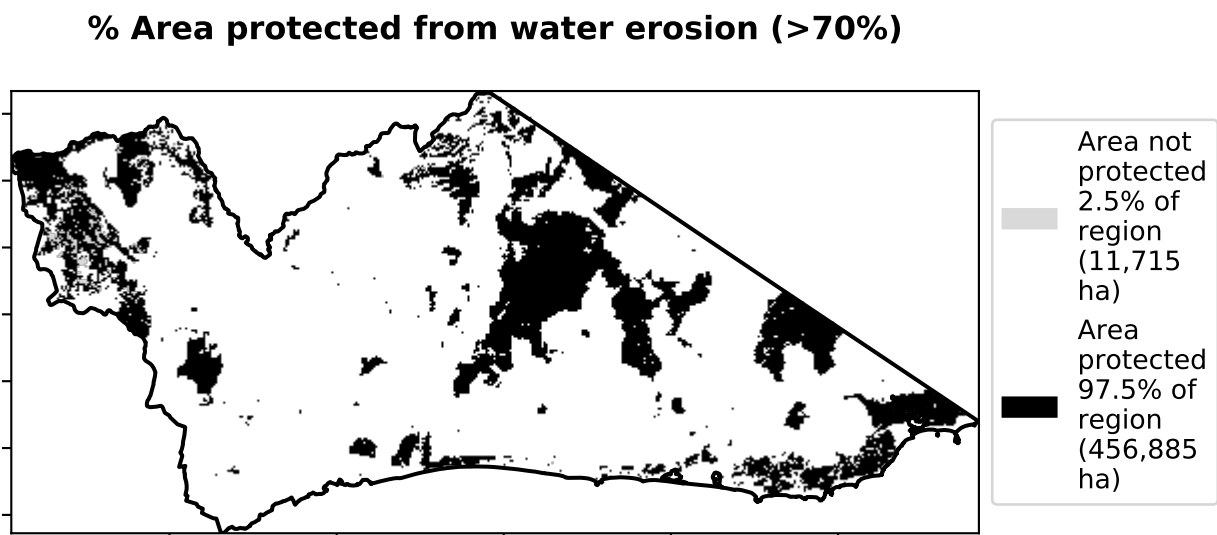 % Area protected from water erosion (>70%)
Area not
protected
2.5% of
region
(11,715
ha)
Area
protected
97.5% of
region
(456,885
ha)